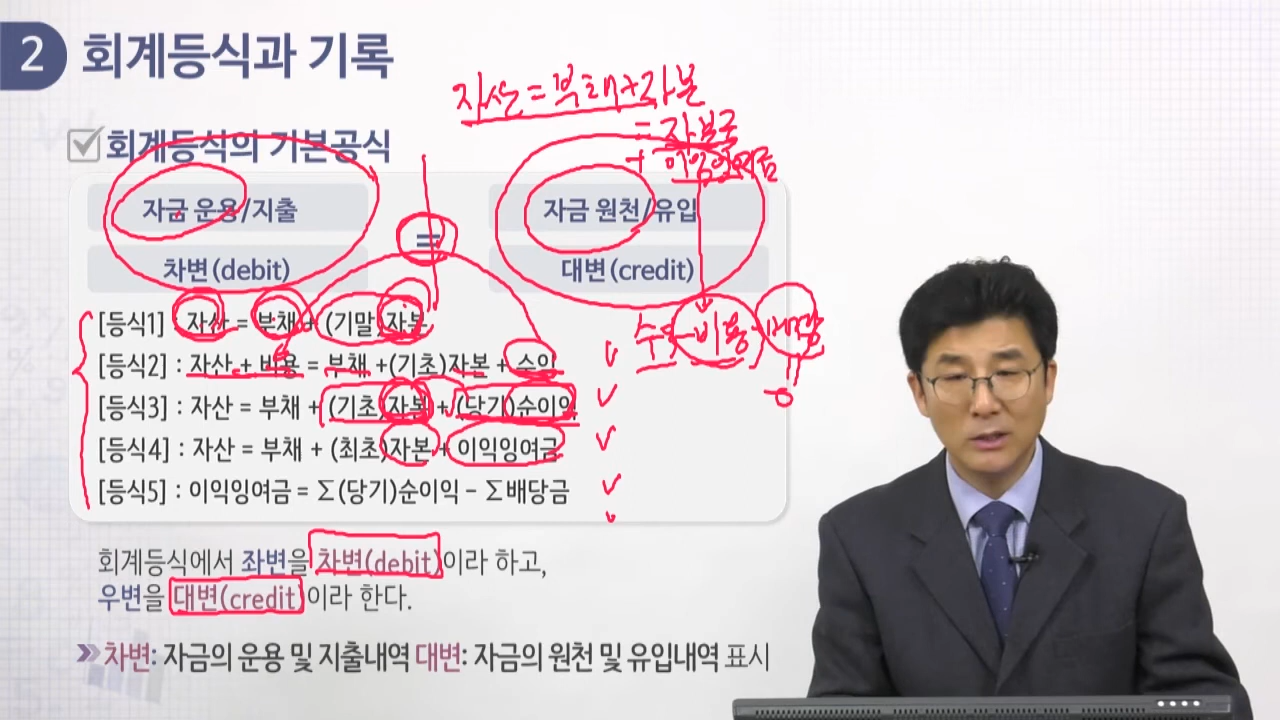 2 회계등식과 기록
자산=부채+자본
= 자본금
+ 이익잉여금
회계등식의 기본공식
자금 운용/지출 = 자금 원천/유입
차변(debit) 대변(credit)
[등식1] 자산 = 부채 + (기말)자본
수익-비용
[등식2] : 자산 + 비용 = 부채 +(기초)자본 + 수익
[등식3] : 자산 = 부채 + (기초)자본 + (당기)순이익
[등식4] : 자산 = 부채 + (최초)자본 + 이익잉여금
[등식5] : 이익잉여금 = ∑(당기)순이익 - ∑배당금
회계등식에서 좌변을 차변(debit)이라 하고,
우변을 대변(credit)이라 한다.
차변: 자금의 운용 및 지출내역 대변: 자금의 원천 및 유입내역 표시